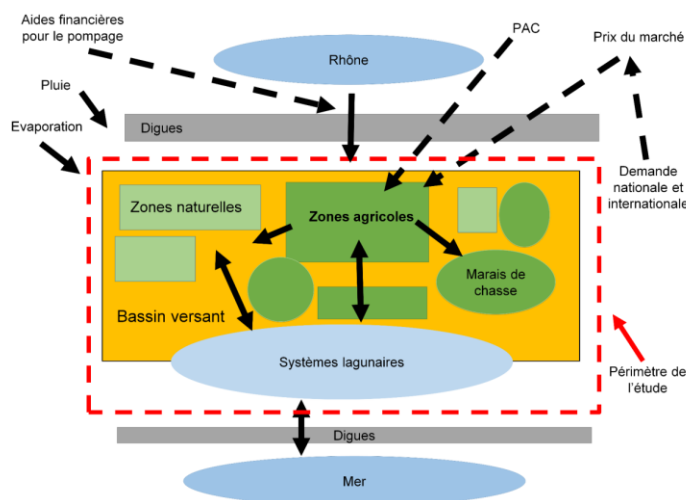 Aides financières
pour le pompage
PAC
Prix du marché
Rhône
Pluie
Digues
Evaporation
Demande
nationale et
internationale
Zones naturelles
Zones agricoles
Marais de
chasse
Bassin versant
Systèmes lagunaires
Périmètre de
l'étude
Digues
Mer